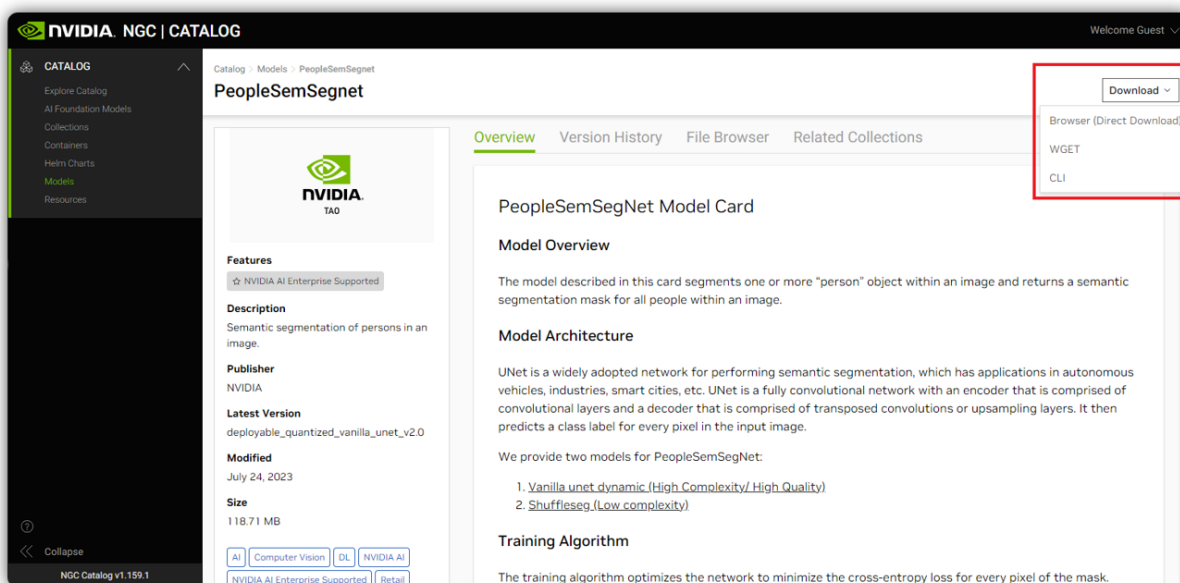 NVIDIA. NGC | CATALOG
Welcome Guest
CATALOG
Explore Catalog
AI Foundation Models
Collections
Containers
Helm Charts
Models
Resources
Collapse
NGC Catalog v1.159.1
Catalog > Models > PeopleSemSegnet
PeopleSemSegnet
Download
Browser (Direct Download)
WGET
CLI
NVIDIA.
TAO
Features
NVIDIA AI Enterprise Supported
Description
Semantic segmentation of persons in an
image.
Publisher
NVIDIA
Latest Version
deployable_quantized_vanilla_unet_v2.0
Modified
July 24, 2023
Size
118.71 MB
AI Computer Vision DL NVIDIA AI
NVIDIA AI Enterprise Supported Retail
Overview Version History File Browser Related Collections
PeopleSemSegNet Model Card
Model Overview
The model described in this card segments one or more “person” object within an image and returns a semantic
segmentation mask for all people within an image.
Model Architecture
UNet is a widely adopted network for performing semantic segmentation, which has applications in autonomous
vehicles, industries, smart cities, etc. UNet is a fully convolutional network with an encoder that is comprised of
convolutional layers and a decoder that is comprised of transposed convolutions or upsampling layers. It then
predicts a class label for every pixel in the input image.
We provide two models for PeopleSemSegNet:
1. Vanilla unet dynamic (High Complexity/ High Quality)
2. Shuffleseg (Low complexity)
Training Algorithm
The training algorithm optimizes the network to minimize the cross-entropy loss for every pixel of the mask.